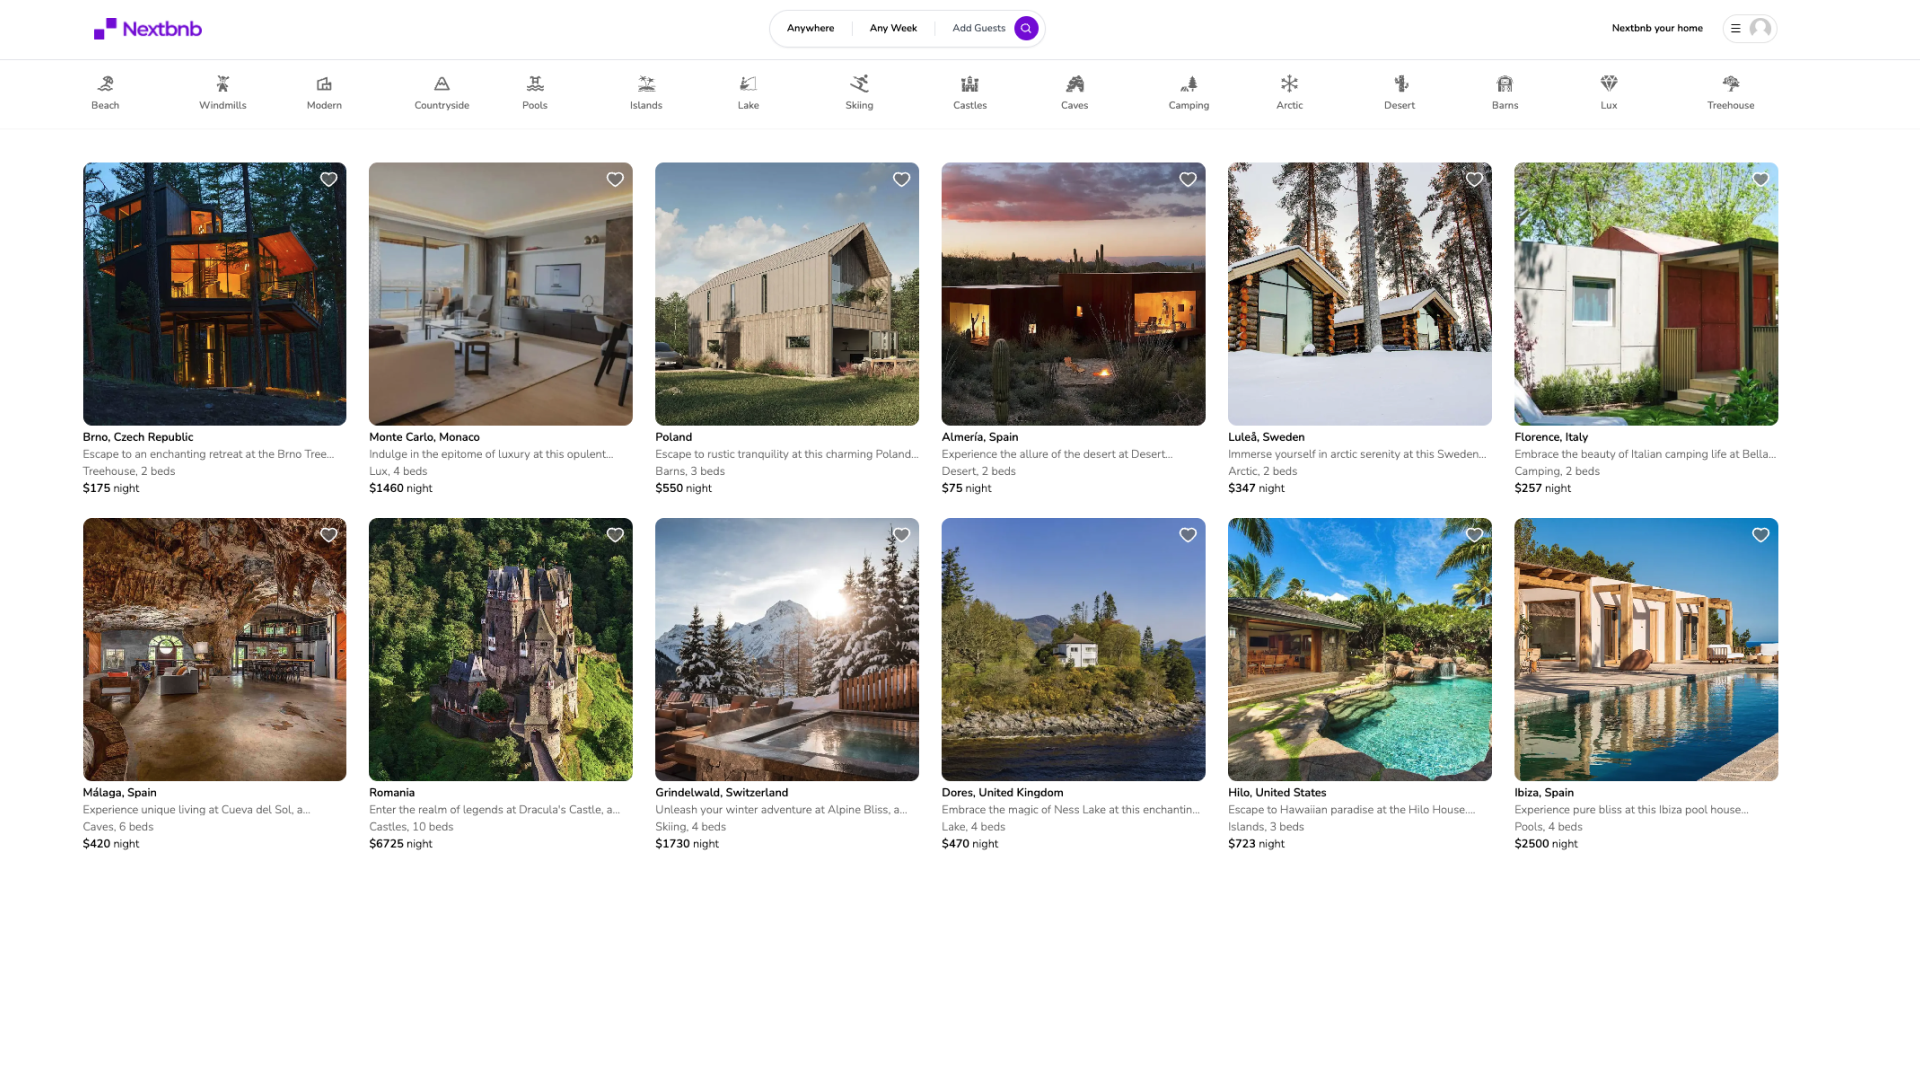 Nextbnb
Anywhere
Any Week
Add Guests
Nextbnb your home
Beach
Windmills
Modern
Countryside
Pools
Islands
Lake
Skiing
Castles
Caves
Camping
Arctic
Desert
Barns
Lux
Treehouse
Brno, Czech Republic
Escape to an enchanting retreat at the Brno Tree...
Treehouse, 2 beds
$175 night
Monte Carlo, Monaco
Indulge in the epitome of luxury at this opulent...
Lux, 4 beds
$1460 night
Poland
Escape to rustic tranquility at this charming Poland...
Barns, 3 beds
$550 night
Almería, Spain
Experience the allure of the desert at Desert...
Desert, 2 beds
$75 night
Luleå, Sweden
Immerse yourself in arctic serenity at this Sweden...
Arctic, 2 beds
$347 night
Florence, Italy
Embrace the beauty of Italian camping life at Bella...
Camping, 2 beds
$257 night
Málaga, Spain
Experience unique living at Cueva del Sol, a...
Caves, 6 beds
$420 night
Romania
Enter the realm of legends at Dracula's Castle, a...
Castles, 10 beds
$6725 night
Grindelwald, Switzerland
Unleash your winter adventure at Alpine Bliss, a...
Skiing, 4 beds
$1730 night
Dores, United Kingdom
Embrace the magic of Ness Lake at this enchantin...
Lake, 4 beds
$470 night
Hilo, United States
Escape to Hawaiian paradise at the Hilo House....
Islands, 3 beds
$723 night
Ibiza, Spain
Experience pure bliss at this Ibiza pool house...
Pools, 4 beds
$2500 night